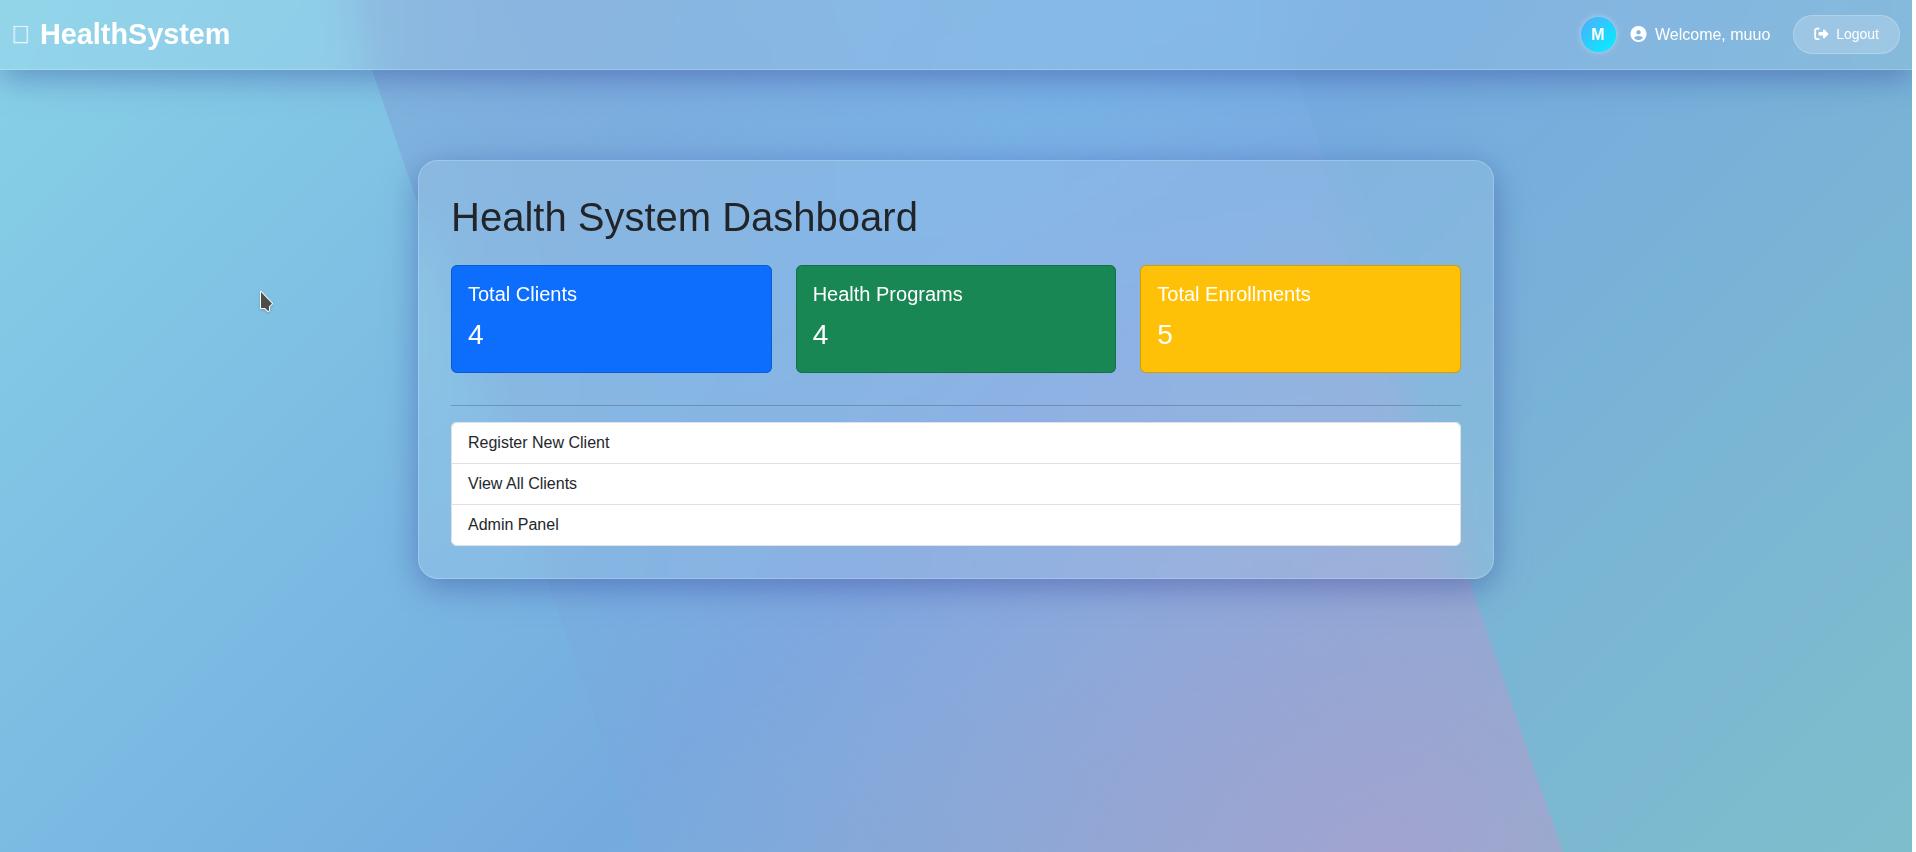 HealthSystem
M
Welcome, muuo
Logout
Health System Dashboard
Total Clients
4
Health Programs
4
Total Enrollments
5
Register New Client
View All Clients
Admin Panel